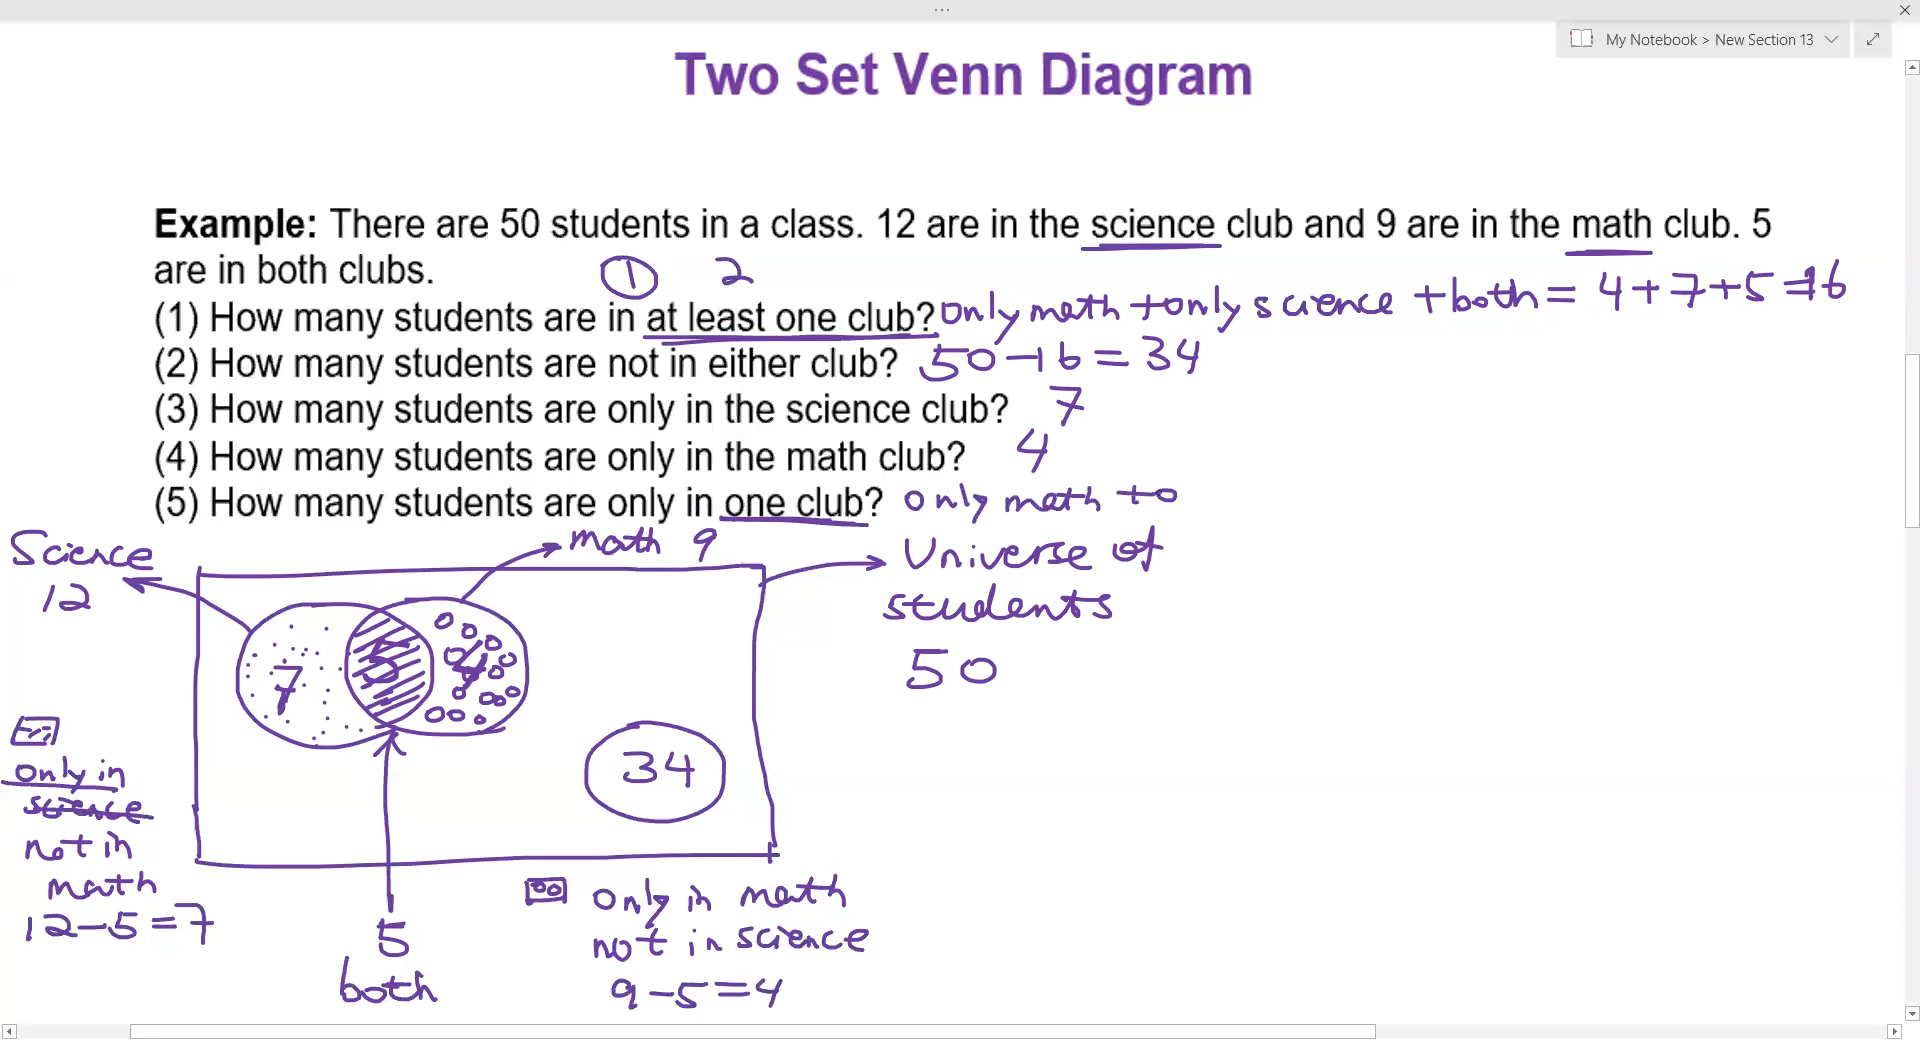 ...
My Notebook > New Section 13
Two Set Venn Diagram
Example: There are 50 students in a class. 12 are in the science club and 9 are in the math club. 5
are in both clubs. 1 2
(1) How many students are in at least one club? only math + only science + both = 4+7+5=16
(2) How many students are not in either club? 50-16=34
(3) How many students are only in the science club? 7
(4) How many students are only in the math club? 4
(5) How many students are only in one club? only math to
Science
12
math 9
Universe of
students
50
7 5 4
34
only in
science
not in
math
12-5=7
5
both
only in math
not in science
9-5=4